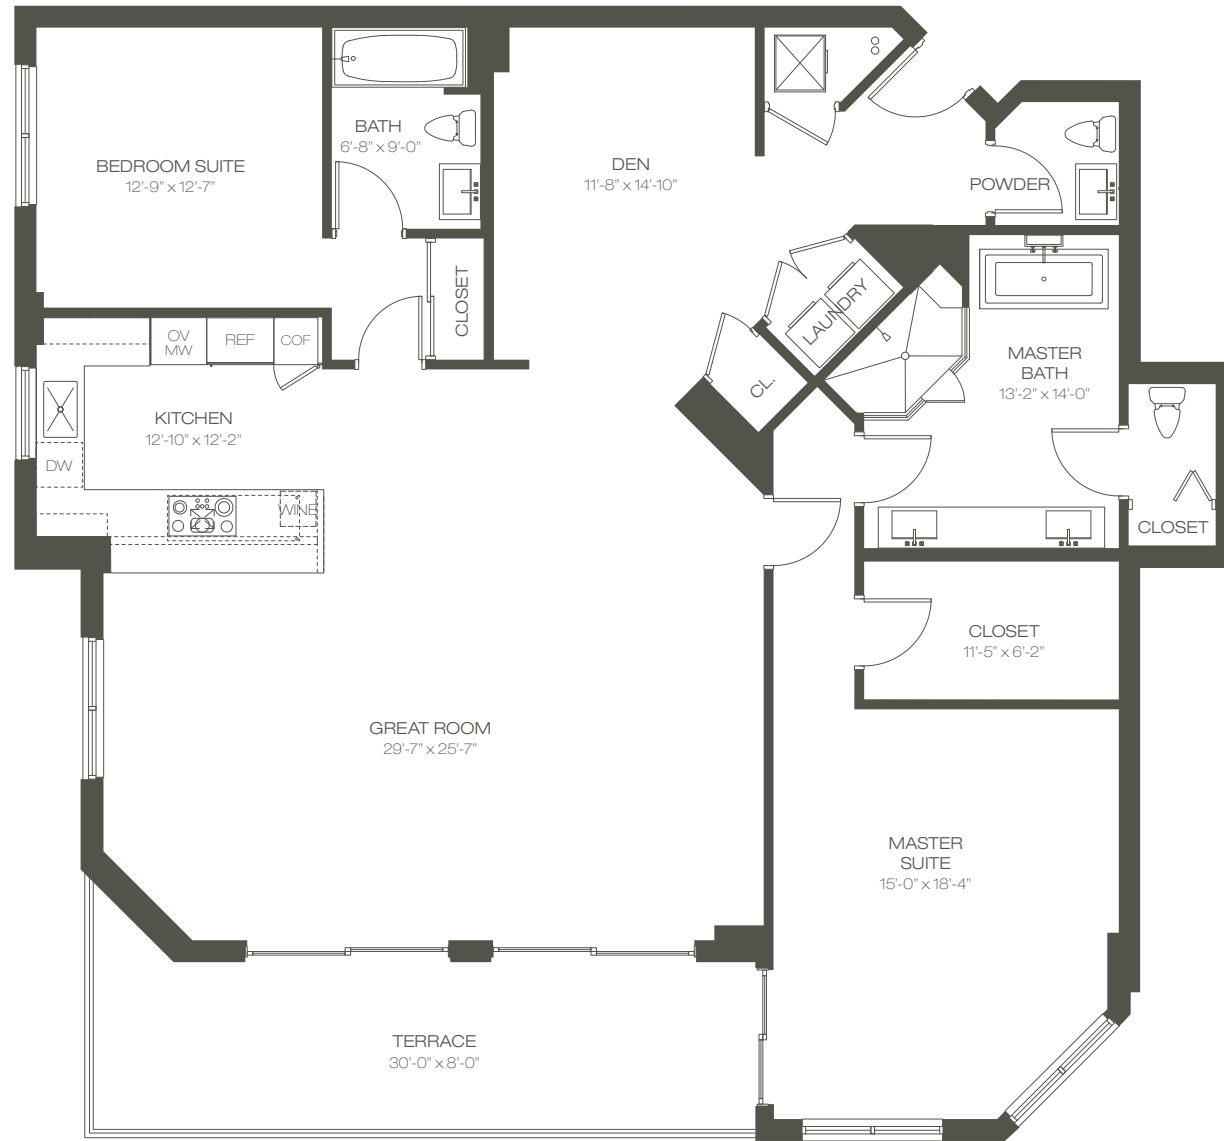 BATH
6'-8" x 9'-0"
BEDROOM SUITE
12'-9" x 12'-7"
DEN
11'-8" x 14'-10"
POWDER
CLOSET
LAUNDRY
OV
MW
REF
COF
CL.
MASTER
BATH
13'-2" x 14'-0"
KITCHEN
12'-10" x 12'-2"
DW
WINE
CLOSET
CLOSET
11'-5" x 6'-2"
GREAT ROOM
29'-7" x 25'-7"
MASTER
SUITE
15'-0" x 18'-4"
TERRACE
30'-0" x 8'-0"